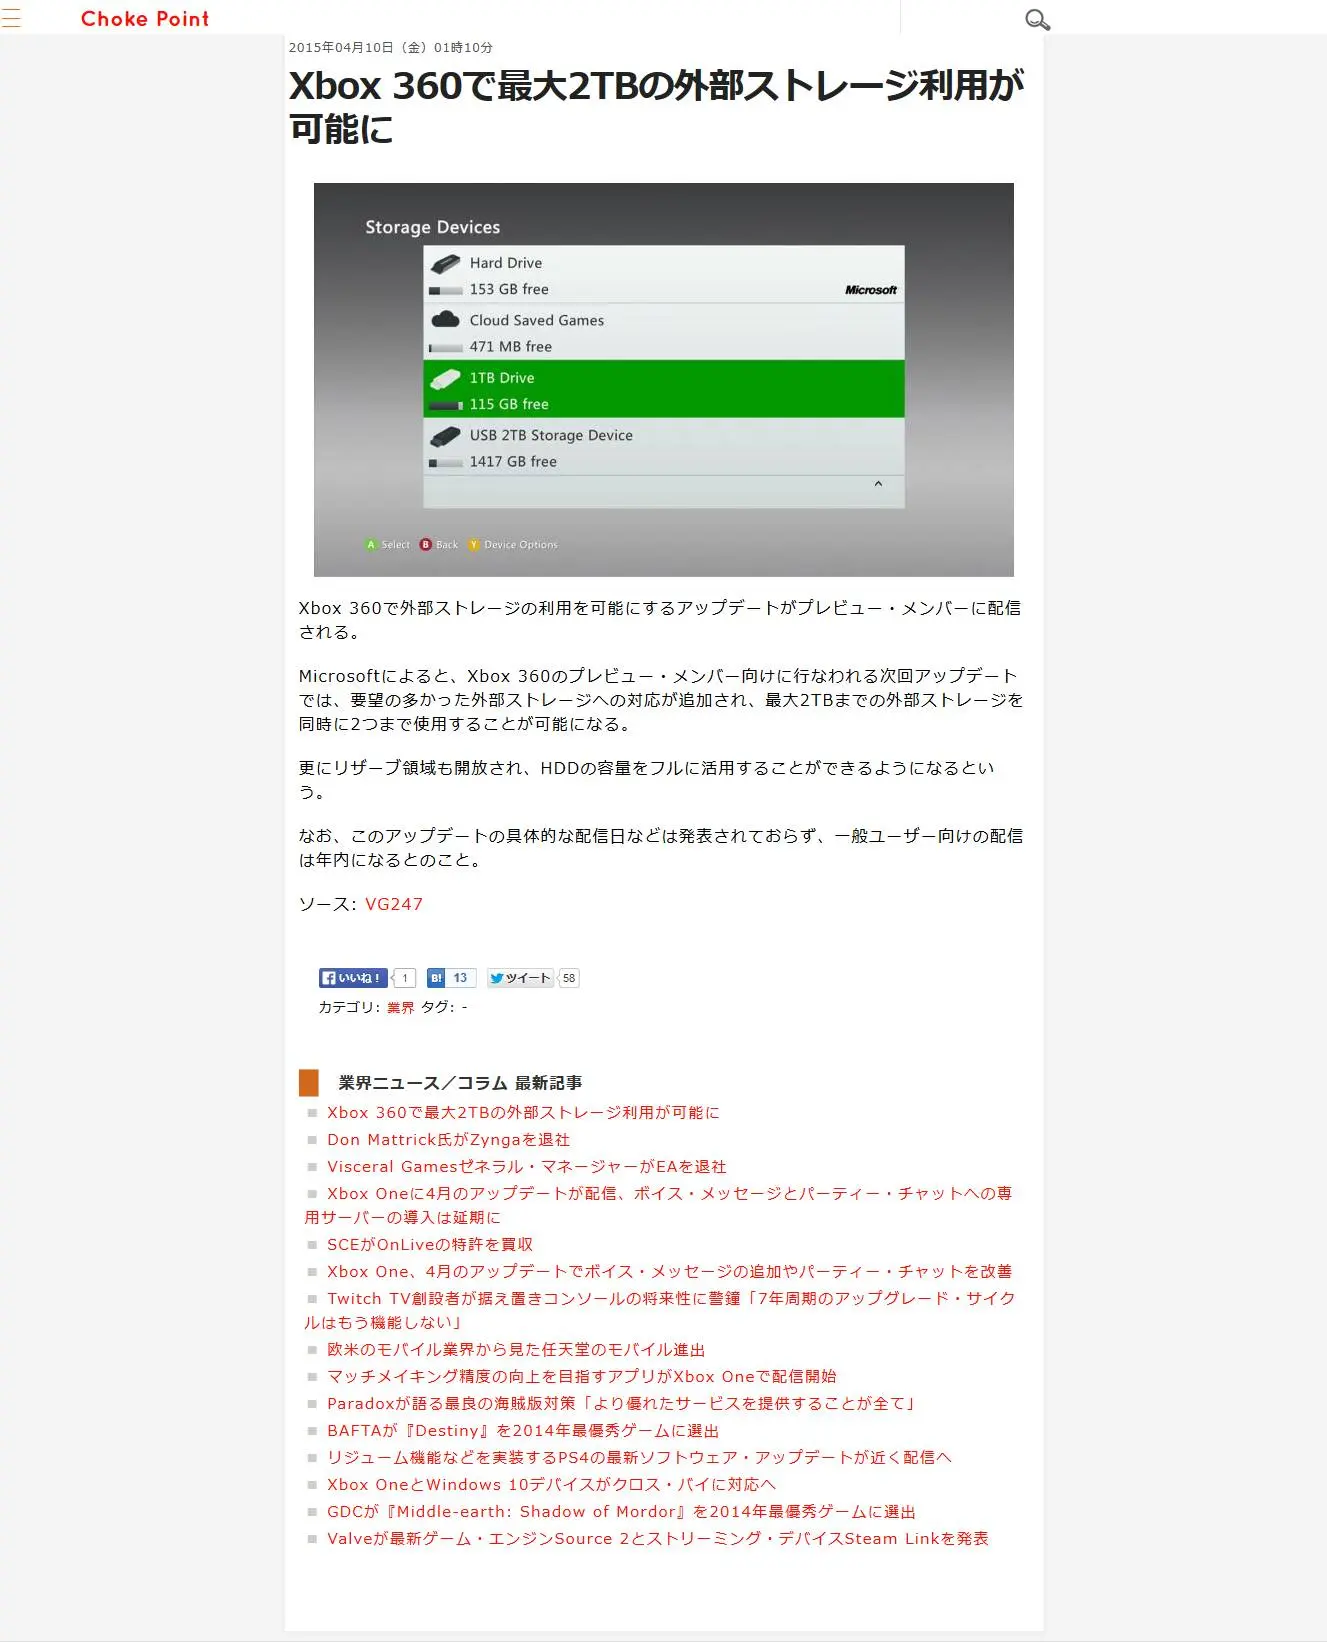 Choke Point
2015年04月10日（金）01時10分
Xbox 360で最大2TBの外部ストレージ利用が
可能に
Storage Devices
Hard Drive
153 GB free
Microsoft
Cloud Saved Games
471 MB free
1TB Drive
115 GB free
USB 2TB Storage Device
1417 GB free
A Select B Back Y Device Options
Xbox 360で外部ストレージの利用を可能にするアップデートがプレビュー・メンバーに配信
される。
Microsoftによると、Xbox 360のプレビュー・メンバー向けに行なわれる次回アップデート
では、要望の多かった外部ストレージへの対応が追加され、最大2TBまでの外部ストレージを
同時に2つまで使用することが可能になる。
更にリザーブ領域も開放され、HDDの容量をフルに活用することができるようになるとい
う。
なお、このアップデートの具体的な配信日などは発表されておらず、一般ユーザー向けの配信
は年内になるとのこと。
ソース: VG247
いいね！ 1 B! 13 ツイート 58
カテゴリ: 業界 タグ: -
業界ニュース／コラム 最新記事
Xbox 360で最大2TBの外部ストレージ利用が可能に
Don Mattrick氏がZyngaを退社
Visceral Gamesゼネラル・マネージャーがEAを退社
Xbox Oneに4月のアップデートが配信、ボイス・メッセージとパーティー・チャットへの専
用サーバーの導入は延期に
SCEがOnLiveの特許を買収
Xbox One、4月のアップデートでボイス・メッセージの追加やパーティー・チャットを改善
Twitch TV創設者が据え置きコンソールの将来性に警鐘「7年周期のアップグレード・サイク
ルはもう機能しない」
欧米のモバイル業界から見た任天堂のモバイル進出
マッチメイキング精度の向上を目指すアプリがXbox Oneで配信開始
Paradoxが語る最良の海賊版対策「より優れたサービスを提供することが全て」
BAFTAが『Destiny』を2014年最優秀ゲームに選出
リジューム機能などを実装するPS4の最新ソフトウェア・アップデートが近く配信へ
Xbox OneとWindows 10デバイスがクロス・バイに対応へ
GDCが『Middle-earth: Shadow of Mordor』を2014年最優秀ゲームに選出
Valveが最新ゲーム・エンジンSource 2とストリーミング・デバイスSteam Linkを発表